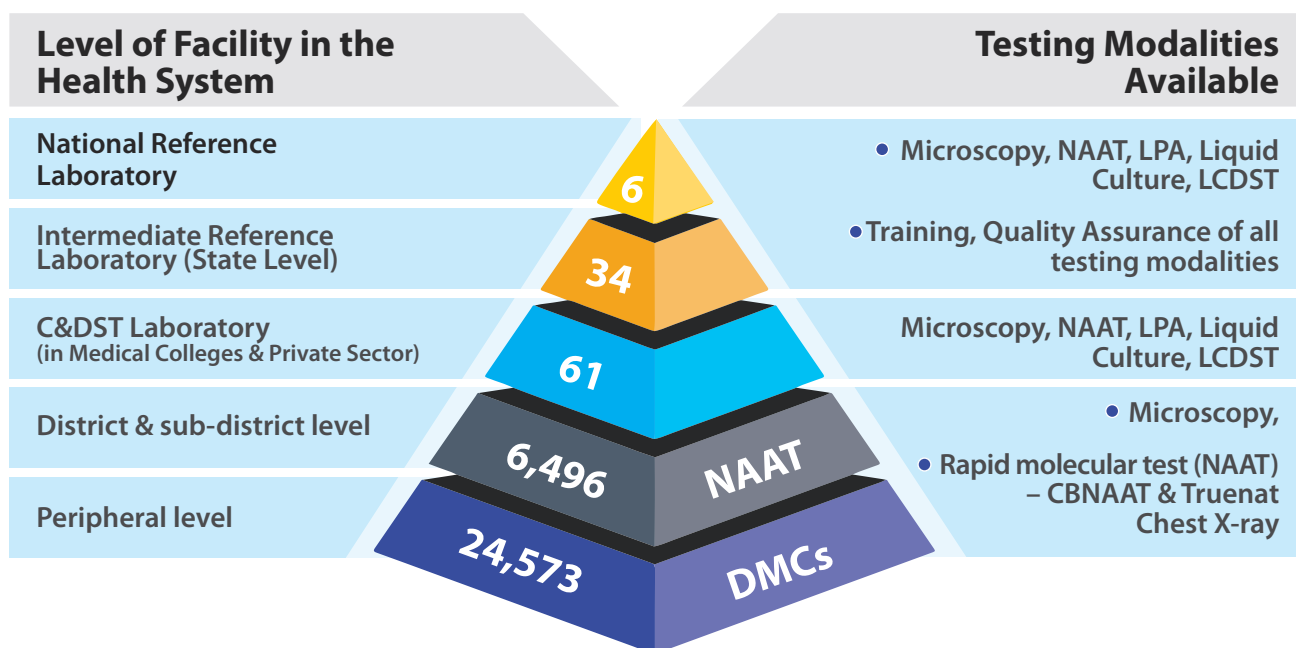 Level of Facility in the
Health System
Testing Modalities
Available
National Reference
Laboratory
6
• Microscopy, NAAT, LPA, Liquid
Culture, LCDST
Intermediate Reference
Laboratory (State Level)
34
• Training, Quality Assurance of all
testing modalities
C&DST Laboratory
(in Medical Colleges & Private Sector)
61
Microscopy, NAAT, LPA, Liquid
Culture, LCDST
District & sub-district level
6,496
NAAT
• Microscopy,
• Rapid molecular test (NAAT)
– CBNAAT & Truenat
Chest X-ray
Peripheral level
24,573
DMCs